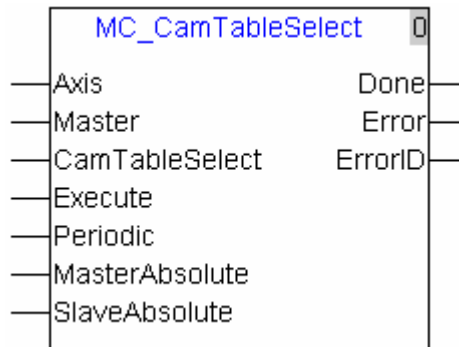 MC_CamTableSelect 0
Axis Done
Master Error
CamTableSelect ErrorID
Execute
Periodic
MasterAbsolute
SlaveAbsolute